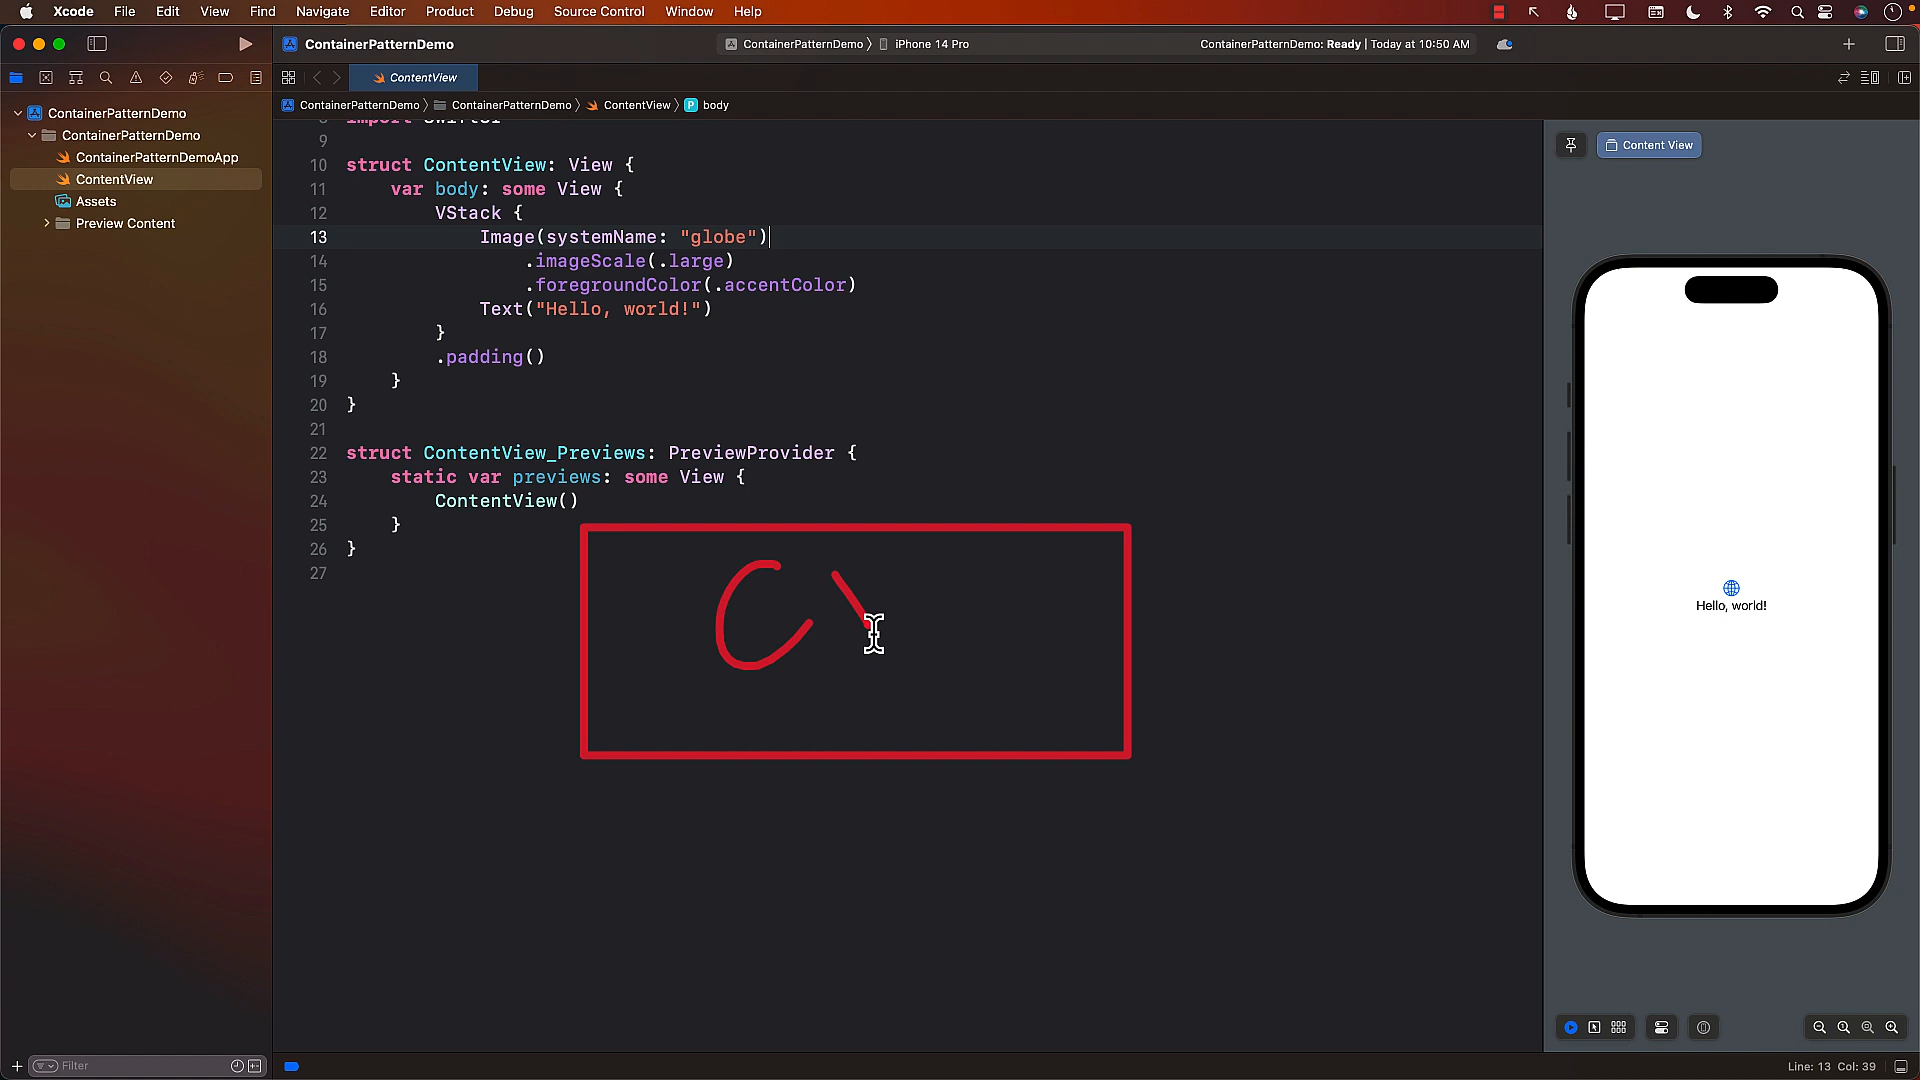 Xcode File Edit View Find Navigate Editor Product Debug Source Control Window Help
ContainerPatternDemo
ContainerPatternDemo iPhone 14 Pro
ContainerPatternDemo: Ready | Today at 10:50 AM
ContentView
ContainerPatternDemo ContainerPatternDemo ContentView P body
ContainerPatternDemo
ContainerPatternDemo
ContainerPatternDemoApp
ContentView
Assets
Preview Content
9
10 struct ContentView: View {
11 var body: some View {
12 VStack {
13 Image(systemName: "globe")
14 .imageScale(.large)
15 .foregroundColor(.accentColor)
16 Text("Hello, world!")
17 }
18 .padding()
19 }
20 }
21
22 struct ContentView_Previews: PreviewProvider {
23 static var previews: some View {
24 ContentView()
25 }
26 }
27
C
Content View
Hello, world!
Filter
Line: 13 Col: 39